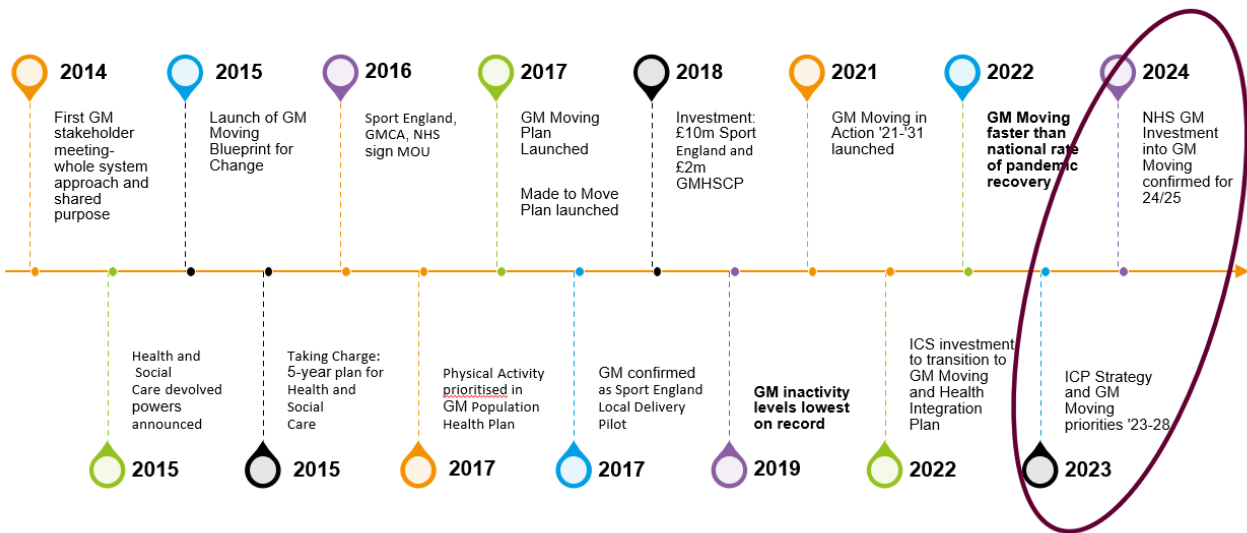 2014
First GM
stakeholder
meeting-
whole system
approach and
shared
purpose
2015
Launch of GM
Moving
Blueprint for
Change
2016
Sport England,
GMCA, NHS
sign MOU
2017
GM Moving
Plan
Launched
Made to Move
Plan launched
2018
Investment:
£10m Sport
England and
£2m
GMHSCP
2021
GM Moving in
Action '21-'31
launched
2022
GM Moving
faster than
national rate
of pandemic
recovery
2024
NHS GM
Investment
into GM
Moving
confirmed for
24/25
Health and
Social
Care devolved
powers
announced
2015
Taking Charge:
5-year plan for
Health and
Social
Care
2015
Physical Activity
prioritised in
GM Population
Health Plan
2017
GM confirmed
as Sport England
Local Delivery
Pilot
2017
GM inactivity
levels lowest
on record
2019
ICS investment
to transition to
GM Moving
and Health
Integration
Plan
2022
ICP Strategy
and GM
Moving
priorities '23-28
2023